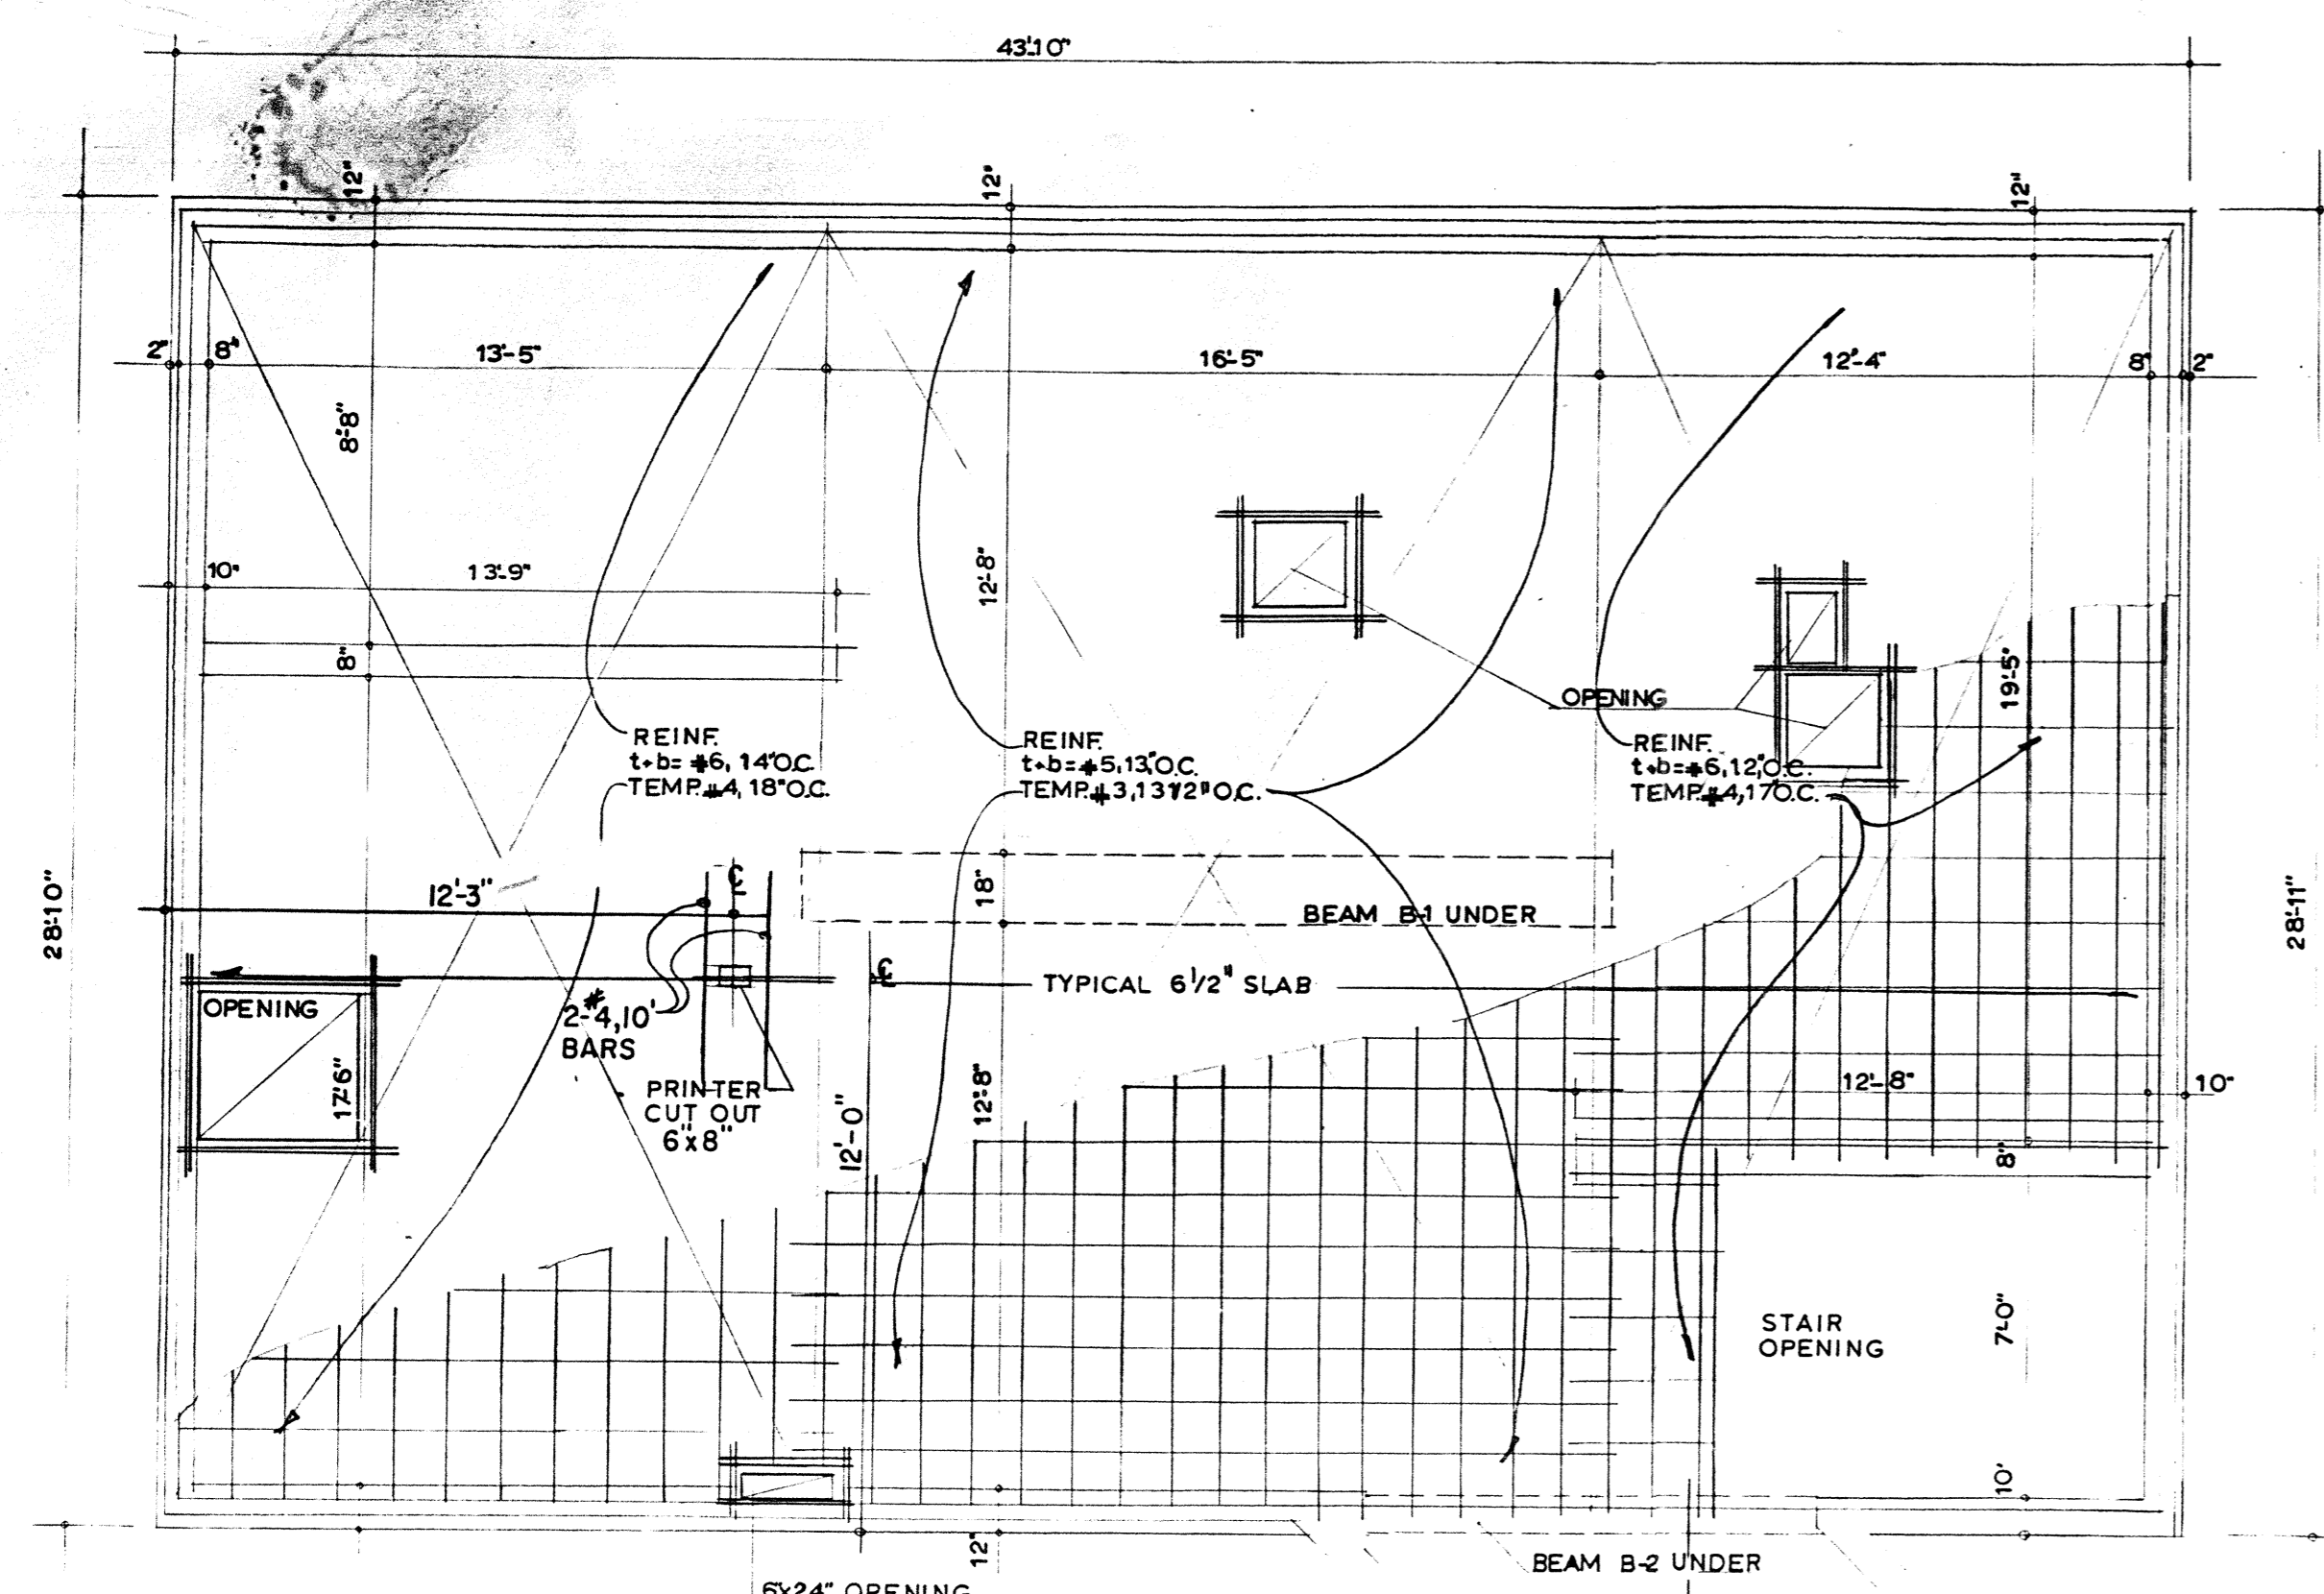 43'-10"
12"
12"
12"
2"
8"
13'-5"
16'-5"
12'-4"
8"
2"
8'-8"
10"
13'-9"
12'-8"
8"
19'-5"
OPENING
REINF.
t+b= #6, 14"O.C.
TEMP. #4, 18"O.C.
REINF.
t+b= #5, 13"O.C.
TEMP. #3, 13 1/2" O.C.
REINF.
t+b= #6, 12"O.C.
TEMP. #4, 17"O.C.
28'-10"
28'-11"
12'-3"
℄
18"
BEAM B-1 UNDER
℄
TYPICAL 6 1/2" SLAB
OPENING
17'-6"
2-#4, 10'
BARS
PRINTER
CUT OUT
6"x8"
12'-0"
12'-8"
12'-8"
10"
8"
STAIR
OPENING
7'-0"
10'
12"
BEAM B-2 UNDER
6"x24" OPENING